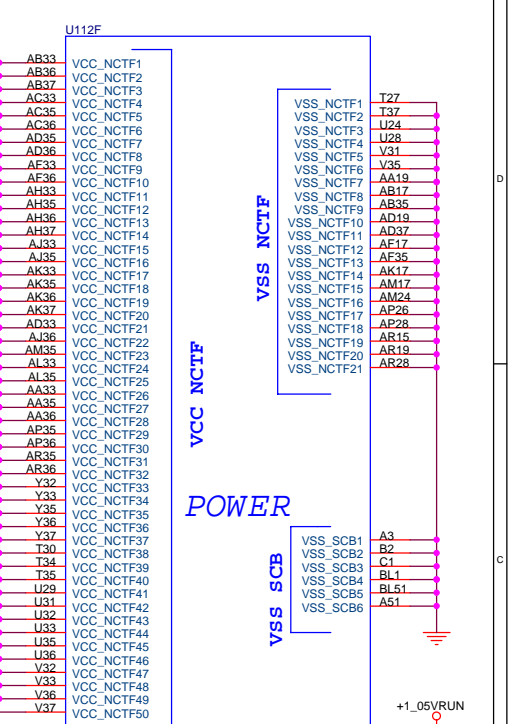 U112F
AB33 VCC_NCTF1
AB36 VCC_NCTF2
AB37 VCC_NCTF3
AC33 VCC_NCTF4
AC35 VCC_NCTF5
AC36 VCC_NCTF6
AD35 VCC_NCTF7
AD36 VCC_NCTF8
AF33 VCC_NCTF9
AF36 VCC_NCTF10
AH33 VCC_NCTF11
AH35 VCC_NCTF12
AH36 VCC_NCTF13
AH37 VCC_NCTF14
AJ33 VCC_NCTF15
AJ35 VCC_NCTF16
AK33 VCC_NCTF17
AK35 VCC_NCTF18
AK36 VCC_NCTF19
AK37 VCC_NCTF20
AD33 VCC_NCTF21
AJ36 VCC_NCTF22
AM35 VCC_NCTF23
AL33 VCC_NCTF24
AL35 VCC_NCTF25
AA33 VCC_NCTF26
AA35 VCC_NCTF27
AA36 VCC_NCTF28
AP35 VCC_NCTF29
AP36 VCC_NCTF30
AR35 VCC_NCTF31
AR36 VCC_NCTF32
Y32 VCC_NCTF33
Y33 VCC_NCTF34
Y35 VCC_NCTF35
Y36 VCC_NCTF36
Y37 VCC_NCTF37
T30 VCC_NCTF38
T34 VCC_NCTF39
T35 VCC_NCTF40
U29 VCC_NCTF41
U31 VCC_NCTF42
U32 VCC_NCTF43
U33 VCC_NCTF44
U35 VCC_NCTF45
U36 VCC_NCTF46
V32 VCC_NCTF47
V33 VCC_NCTF48
V36 VCC_NCTF49
V37 VCC_NCTF50
VCC NCTF
POWER
VSS NCTF
VSS_NCTF1 T27
VSS_NCTF2 T37
VSS_NCTF3 U24
VSS_NCTF4 U28
VSS_NCTF5 V31
VSS_NCTF6 V35
VSS_NCTF7 AA19
VSS_NCTF8 AB17
VSS_NCTF9 AB35
VSS_NCTF10 AD19
VSS_NCTF11 AD37
VSS_NCTF12 AF17
VSS_NCTF13 AF35
VSS_NCTF14 AK17
VSS_NCTF15 AM17
VSS_NCTF16 AM24
VSS_NCTF17 AP26
VSS_NCTF18 AP28
VSS_NCTF19 AR15
VSS_NCTF20 AR19
VSS_NCTF21 AR28
VSS SCB
VSS_SCB1 A3
VSS_SCB2 B2
VSS_SCB3 C1
VSS_SCB4 BL1
VSS_SCB5 BL51
VSS_SCB6 A51
+1_05VRUN
D
C